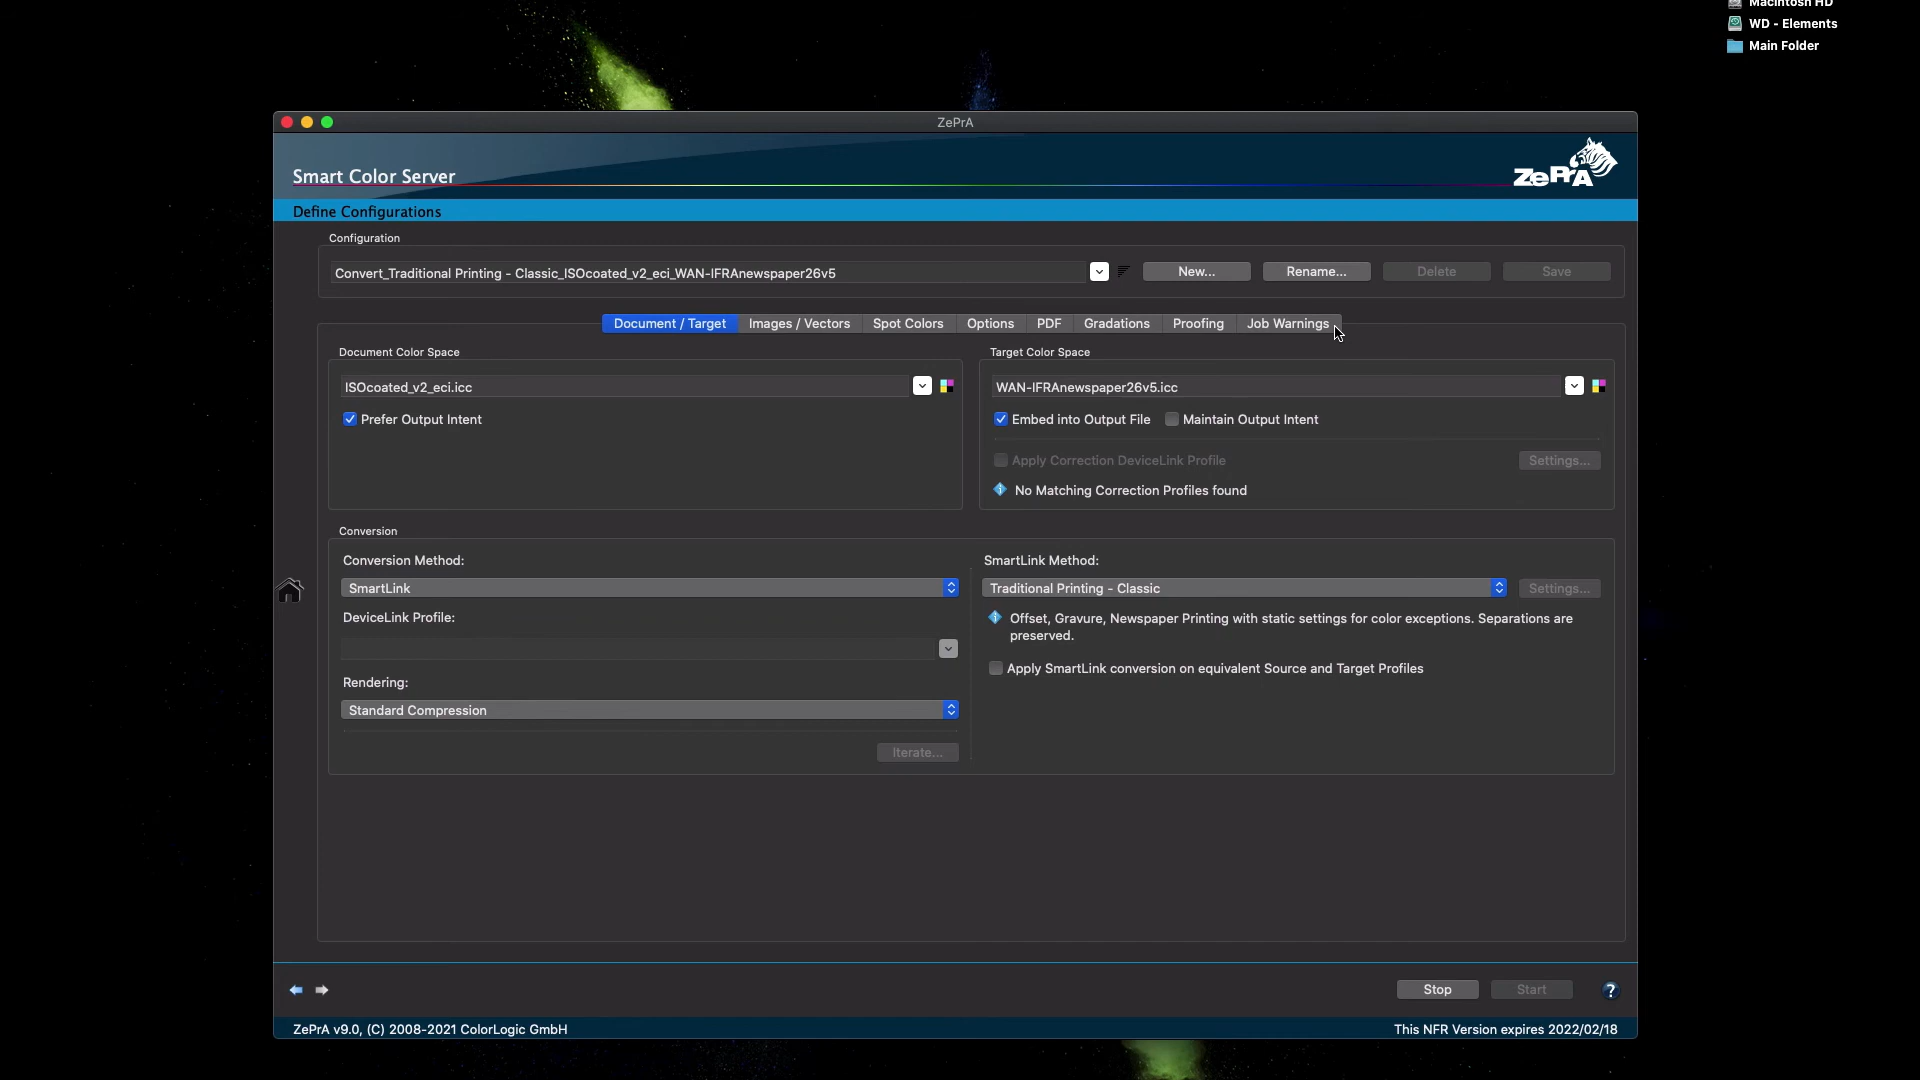 Macintosh HD
WD - Elements
Main Folder
ZePrA
Smart Color Server
ZePrA
Define Configurations
Configuration
Convert_Traditional Printing - Classic_ISOcoated_v2_eci_WAN-IFRAnewspaper26v5
New...
Rename...
Delete
Save
Document / Target
Images / Vectors
Spot Colors
Options
PDF
Gradations
Proofing
Job Warnings
Document Color Space
ISOcoated_v2_eci.icc
Prefer Output Intent
Target Color Space
WAN-IFRAnewspaper26v5.icc
Embed into Output File
Maintain Output Intent
Apply Correction DeviceLink Profile
Settings...
No Matching Correction Profiles found
Conversion
Conversion Method:
SmartLink
DeviceLink Profile:
Rendering:
Standard Compression
Iterate...
SmartLink Method:
Traditional Printing - Classic
Settings...
Offset, Gravure, Newspaper Printing with static settings for color exceptions. Separations are
preserved.
Apply SmartLink conversion on equivalent Source and Target Profiles
Stop
Start
?
ZePrA v9.0, (C) 2008-2021 ColorLogic GmbH
This NFR Version expires 2022/02/18